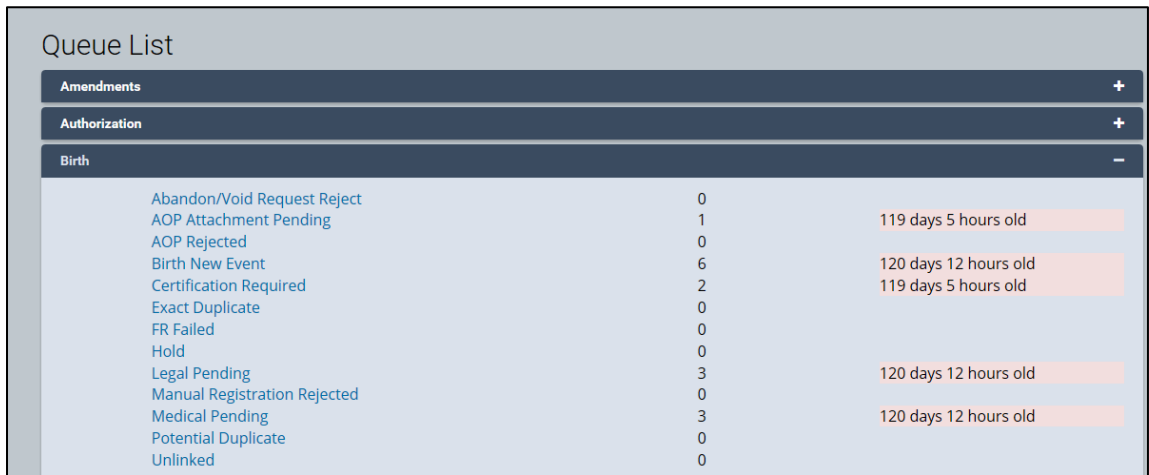 Queue List
Amendments +
Authorization +
Birth −
Abandon/Void Request Reject 0
AOP Attachment Pending 1 119 days 5 hours old
AOP Rejected 0
Birth New Event 6 120 days 12 hours old
Certification Required 2 119 days 5 hours old
Exact Duplicate 0
FR Failed 0
Hold 0
Legal Pending 3 120 days 12 hours old
Manual Registration Rejected 0
Medical Pending 3 120 days 12 hours old
Potential Duplicate 0
Unlinked 0